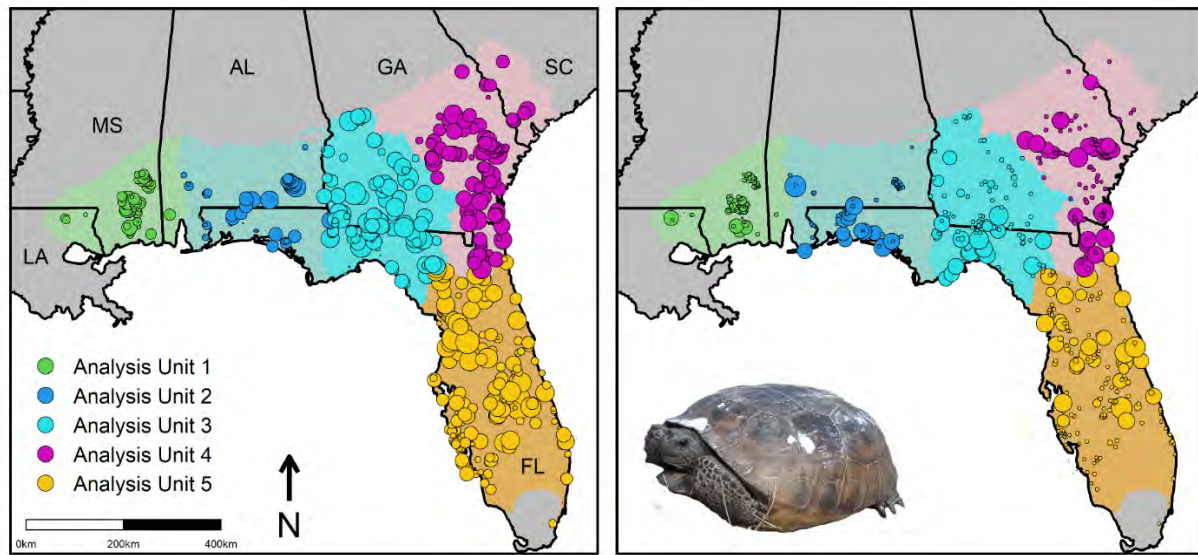 AL
GA
SC
MS
LA
Analysis Unit 1
Analysis Unit 2
Analysis Unit 3
Analysis Unit 4
Analysis Unit 5
FL
N
0km 200km 400km